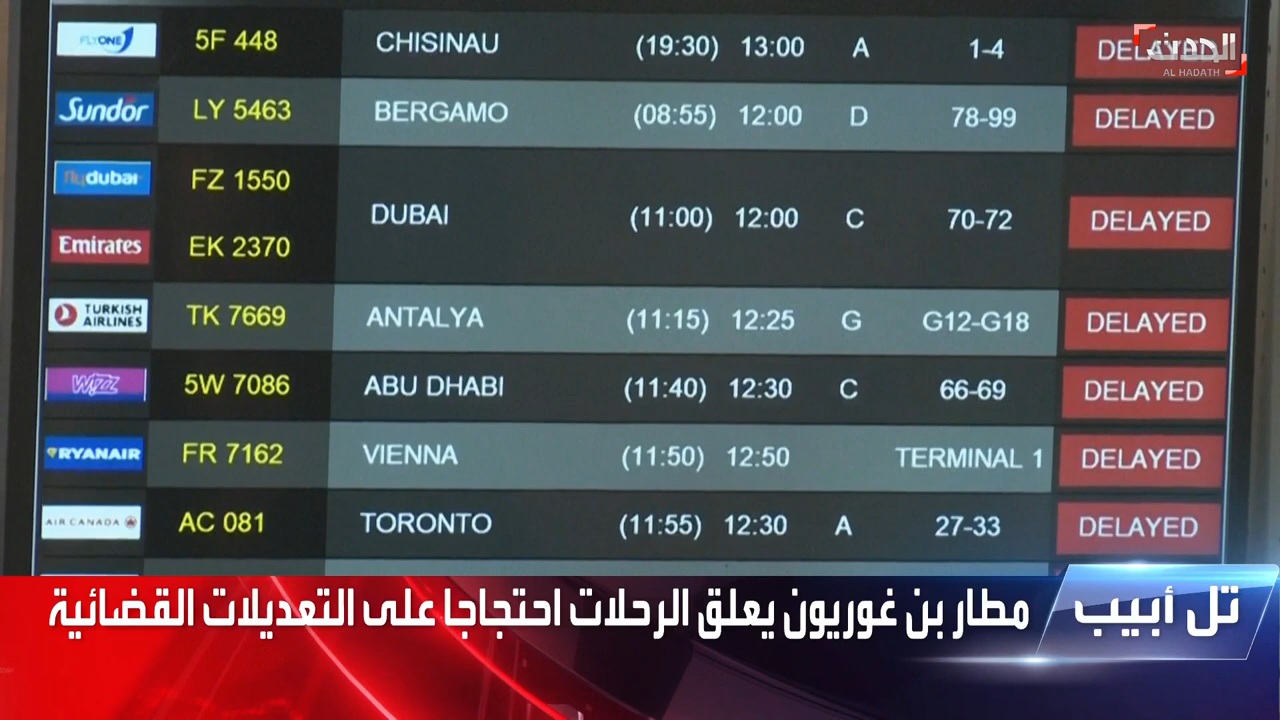 FLYONE 5F 448 CHISINAU (19:30) 13:00 A 1-4 DELAYED
الحدث
AL HADATH
Sundor LY 5463 BERGAMO (08:55) 12:00 D 78-99 DELAYED
flydubai FZ 1550
DUBAI (11:00) 12:00 C 70-72 DELAYED
Emirates EK 2370
TURKISH AIRLINES TK 7669 ANTALYA (11:15) 12:25 G G12-G18 DELAYED
WIZZ 5W 7086 ABU DHABI (11:40) 12:30 C 66-69 DELAYED
RYANAIR FR 7162 VIENNA (11:50) 12:50 TERMINAL 1 DELAYED
AIR CANADA AC 081 TORONTO (11:55) 12:30 A 27-33 DELAYED
تل أبيب
مطار بن غوريون يعلق الرحلات احتجاجا على التعديلات القضائية